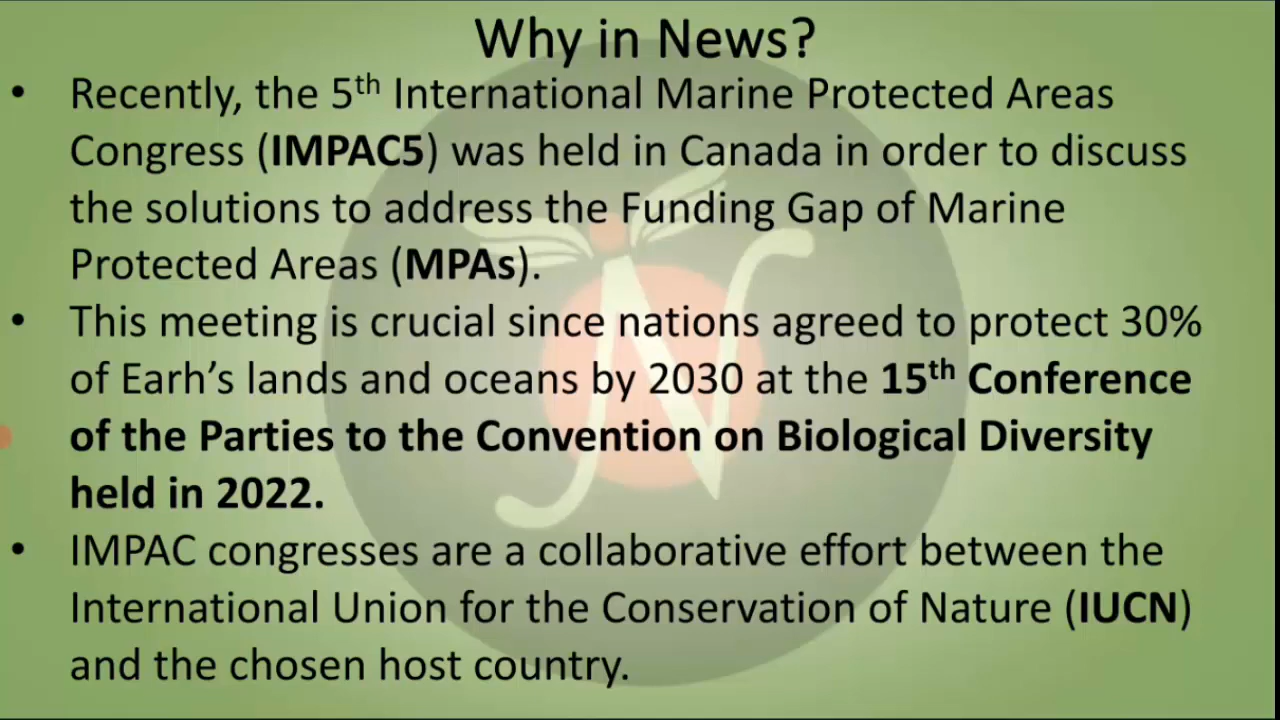 Why in News?
• Recently, the 5th International Marine Protected Areas
Congress (IMPAC5) was held in Canada in order to discuss
the solutions to address the Funding Gap of Marine
Protected Areas (MPAs).
• This meeting is crucial since nations agreed to protect 30%
of Earh's lands and oceans by 2030 at the 15th Conference
of the Parties to the Convention on Biological Diversity
held in 2022.
• IMPAC congresses are a collaborative effort between the
International Union for the Conservation of Nature (IUCN)
and the chosen host country.
N